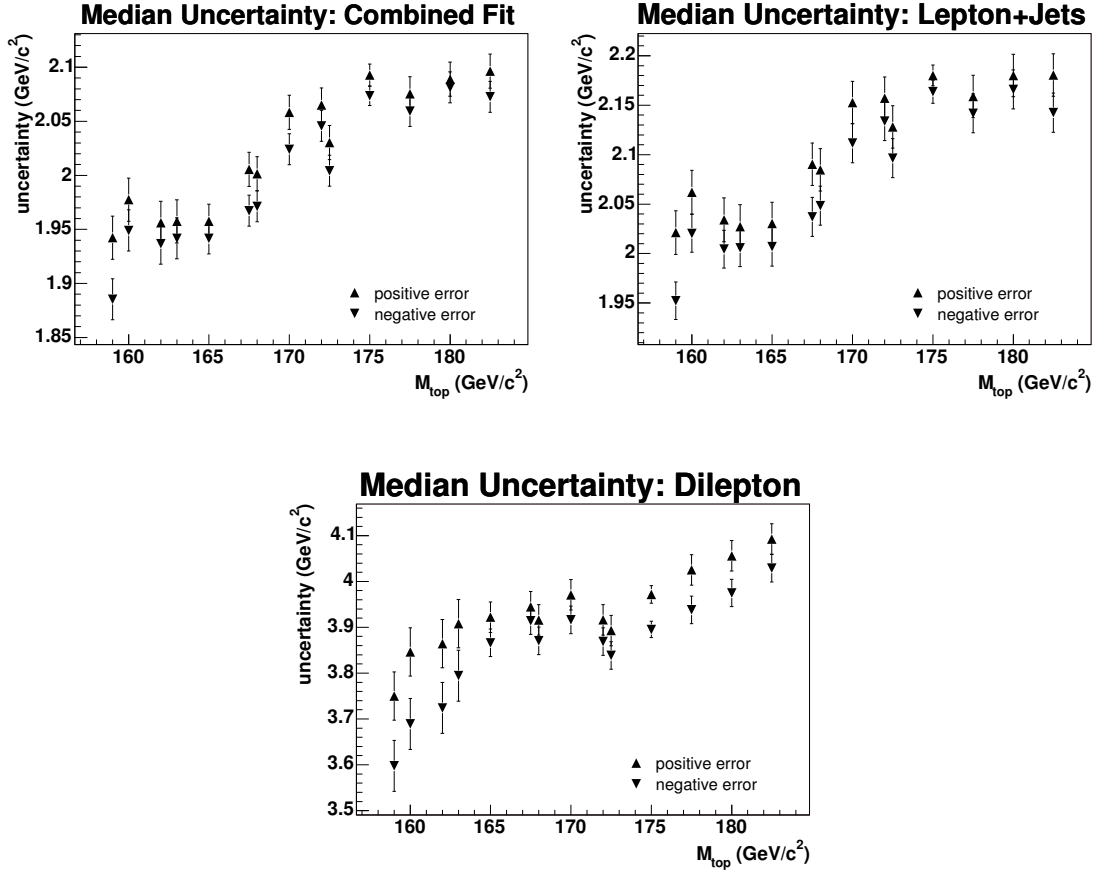 Median Uncertainty: Combined Fit
uncertainty (GeV/c²)
2.1
2.05
2
1.95
1.9
1.85
positive error
negative error
160 165 170 175 180
M_top (GeV/c²)
Median Uncertainty: Lepton+Jets
uncertainty (GeV/c²)
2.2
2.15
2.1
2.05
2
1.95
positive error
negative error
160 165 170 175 180
M_top (GeV/c²)
Median Uncertainty: Dilepton
uncertainty (GeV/c²)
4.1
4
3.9
3.8
3.7
3.6
3.5
positive error
negative error
160 165 170 175 180
M_top (GeV/c²)